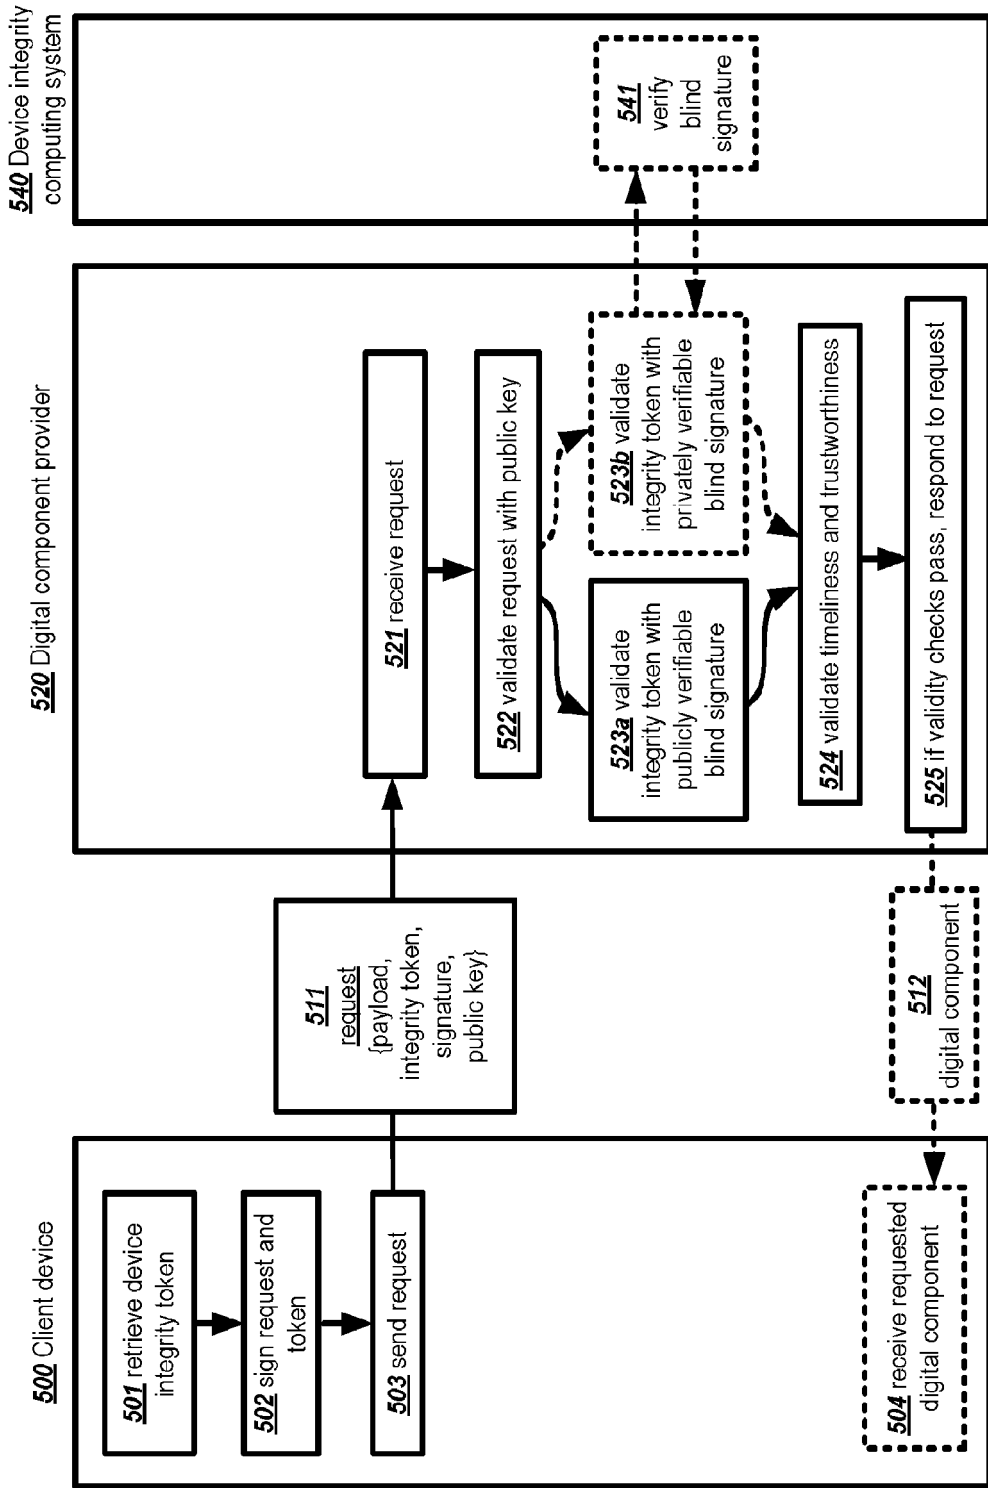 500 Client device
501 retrieve device
integrity token
502 sign request and
token
503 send request
504 receive requested
digital component
511
request
{payload,
integrity token,
signature,
public key}
512
digital component
520 Digital component provider
521 receive request
522 validate request with public key
523a validate
integrity token with
publicly verifiable
blind signature
523b validate
integrity token with
privately verifiable
blind signature
524 validate timeliness and trustworthiness
525 if validity checks pass, respond to request
540 Device integrity
computing system
541
verify
blind
signature